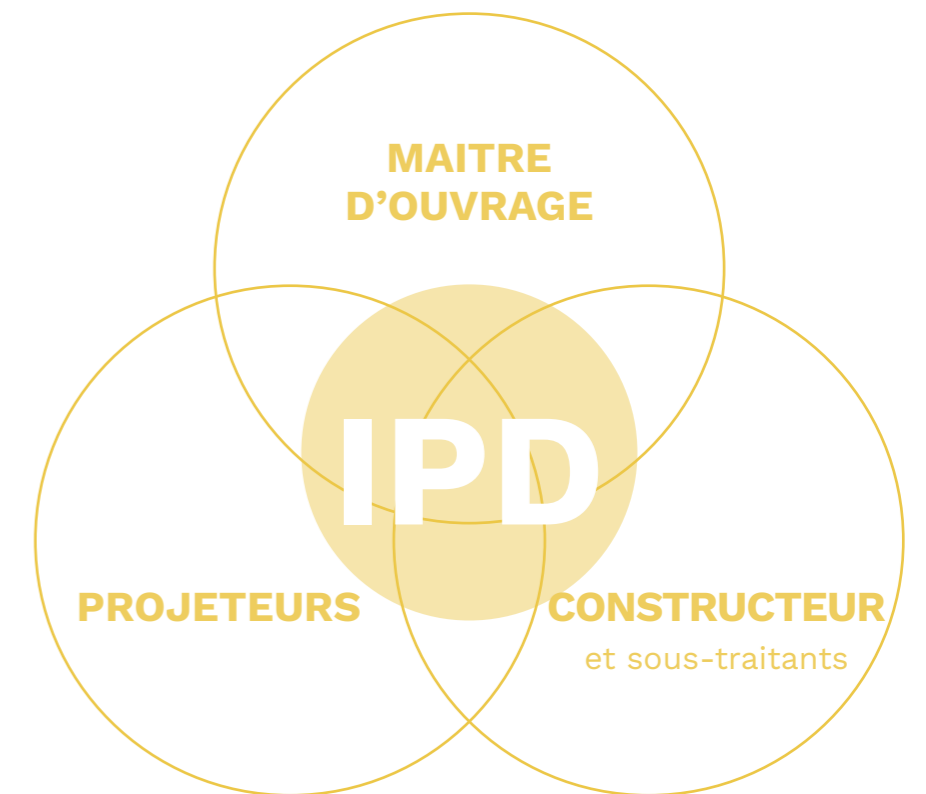 MAITRE
D’OUVRAGE
IPD
PROJETEURS
CONSTRUCTEUR
et sous-traitants